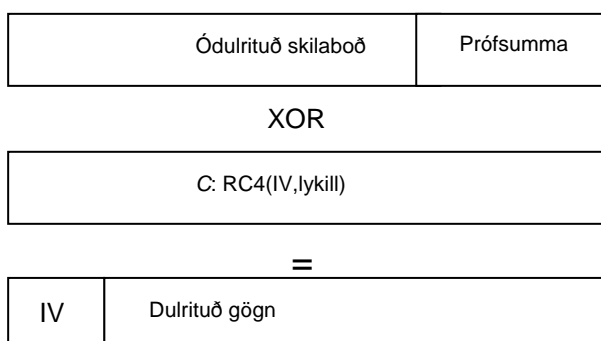 Ódulrituð skilaboð Prófsumma
XOR
C: RC4(IV,lykill)
=
IV Dulrituð gögn